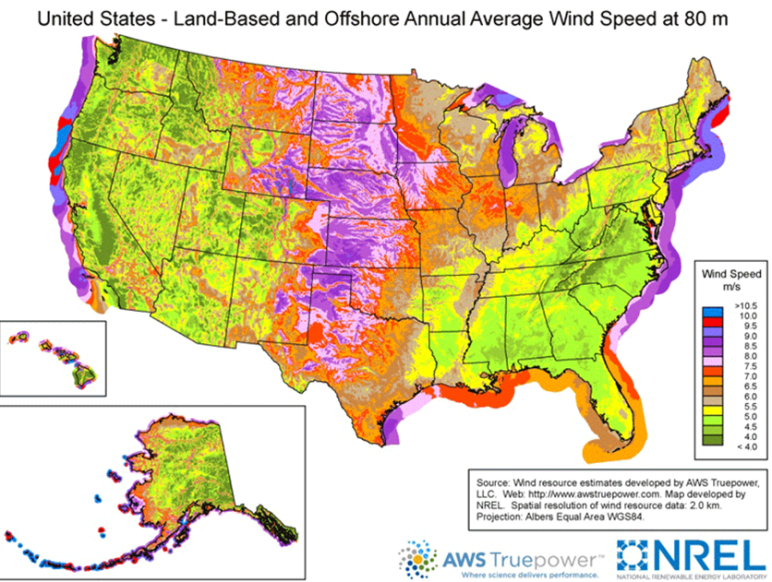 United States - Land-Based and Offshore Annual Average Wind Speed at 80 m
Wind Speed
m/s
>10.5
10.0
9.5
9.0
8.5
8.0
7.5
7.0
6.5
6.0
5.5
5.0
4.5
4.0
< 4.0
Source: Wind resource estimates developed by AWS Truepower,
LLC. Web: http://www.awstruepower.com. Map developed by
NREL. Spatial resolution of wind resource data: 2.0 km.
Projection: Albers Equal Area WGS84.
AWS Truepower™
Where science delivers performance.
NREL
NATIONAL RENEWABLE ENERGY LABORATORY